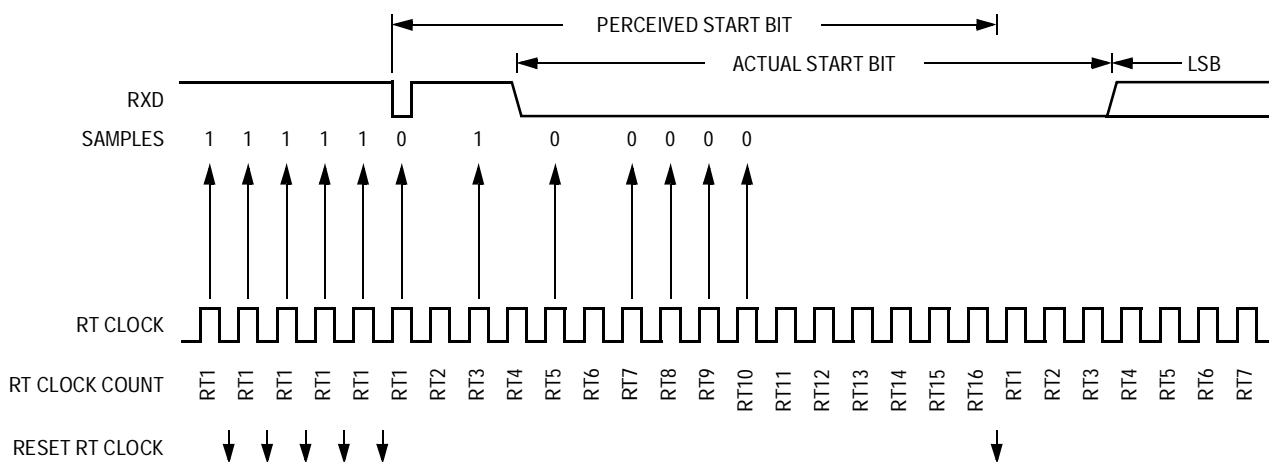 PERCEIVED START BIT
ACTUAL START BIT LSB
RXD
SAMPLES 1 1 1 1 1 0 1 0 0 0 0 0
RT CLOCK
RT CLOCK COUNT RT1 RT1 RT1 RT1 RT1 RT1 RT2 RT3 RT4 RT5 RT6 RT7 RT8 RT9 RT10 RT11 RT12 RT13 RT14 RT15 RT16 RT1 RT2 RT3 RT4 RT5 RT6 RT7
RESET RT CLOCK